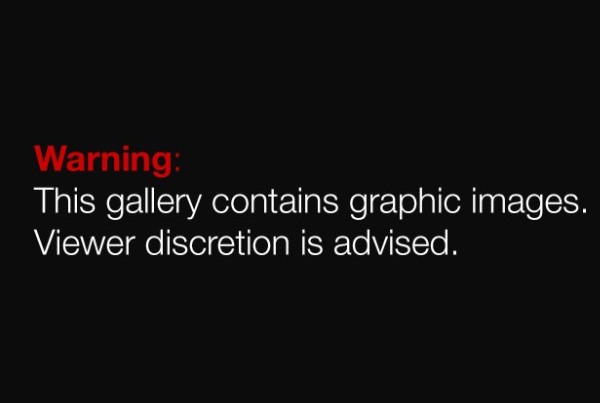 Warning:
This gallery contains graphic images.
Viewer discretion is advised.